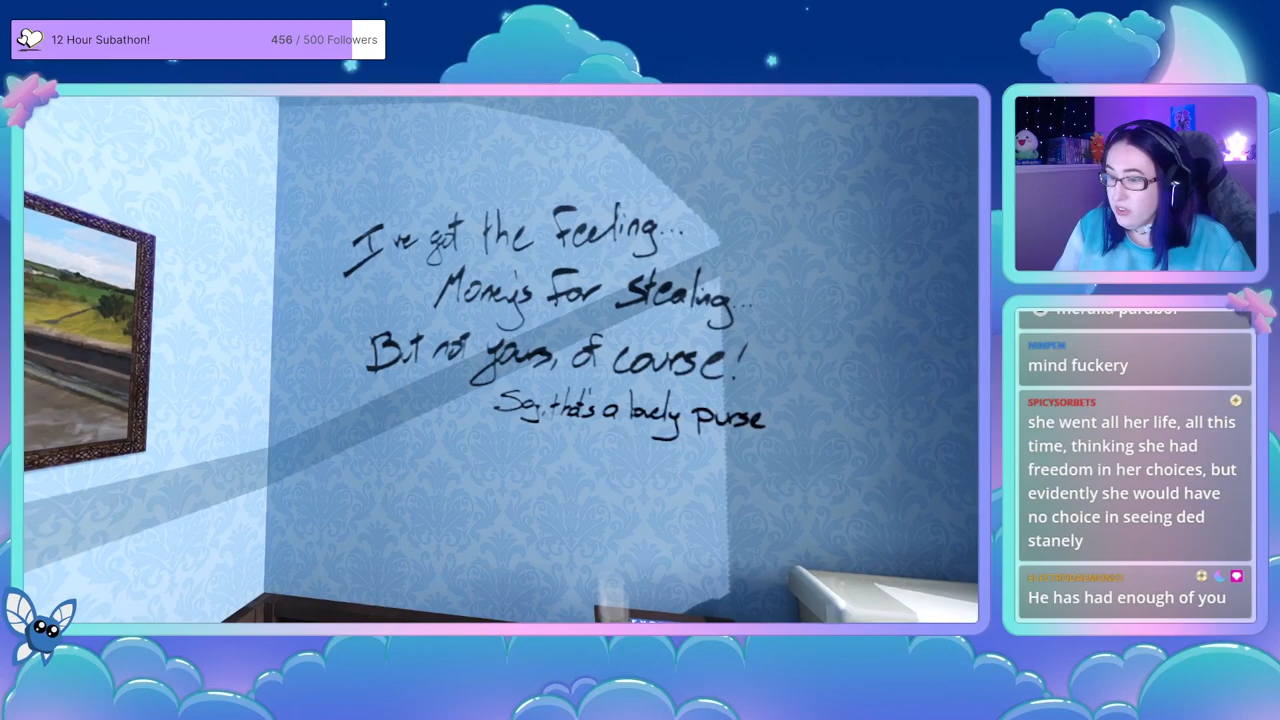 12 Hour Subathon!
456 / 500 Followers
I've got the Feeling...
Money's For Stealing...
But not yours, of course!
Say, that's a lovely purse
mind fuckery
SPICYSORBETS
she went all her life, all this
time, thinking she had
freedom in her choices, but
evidently she would have
no choice in seeing ded
stanely
He has had enough of you